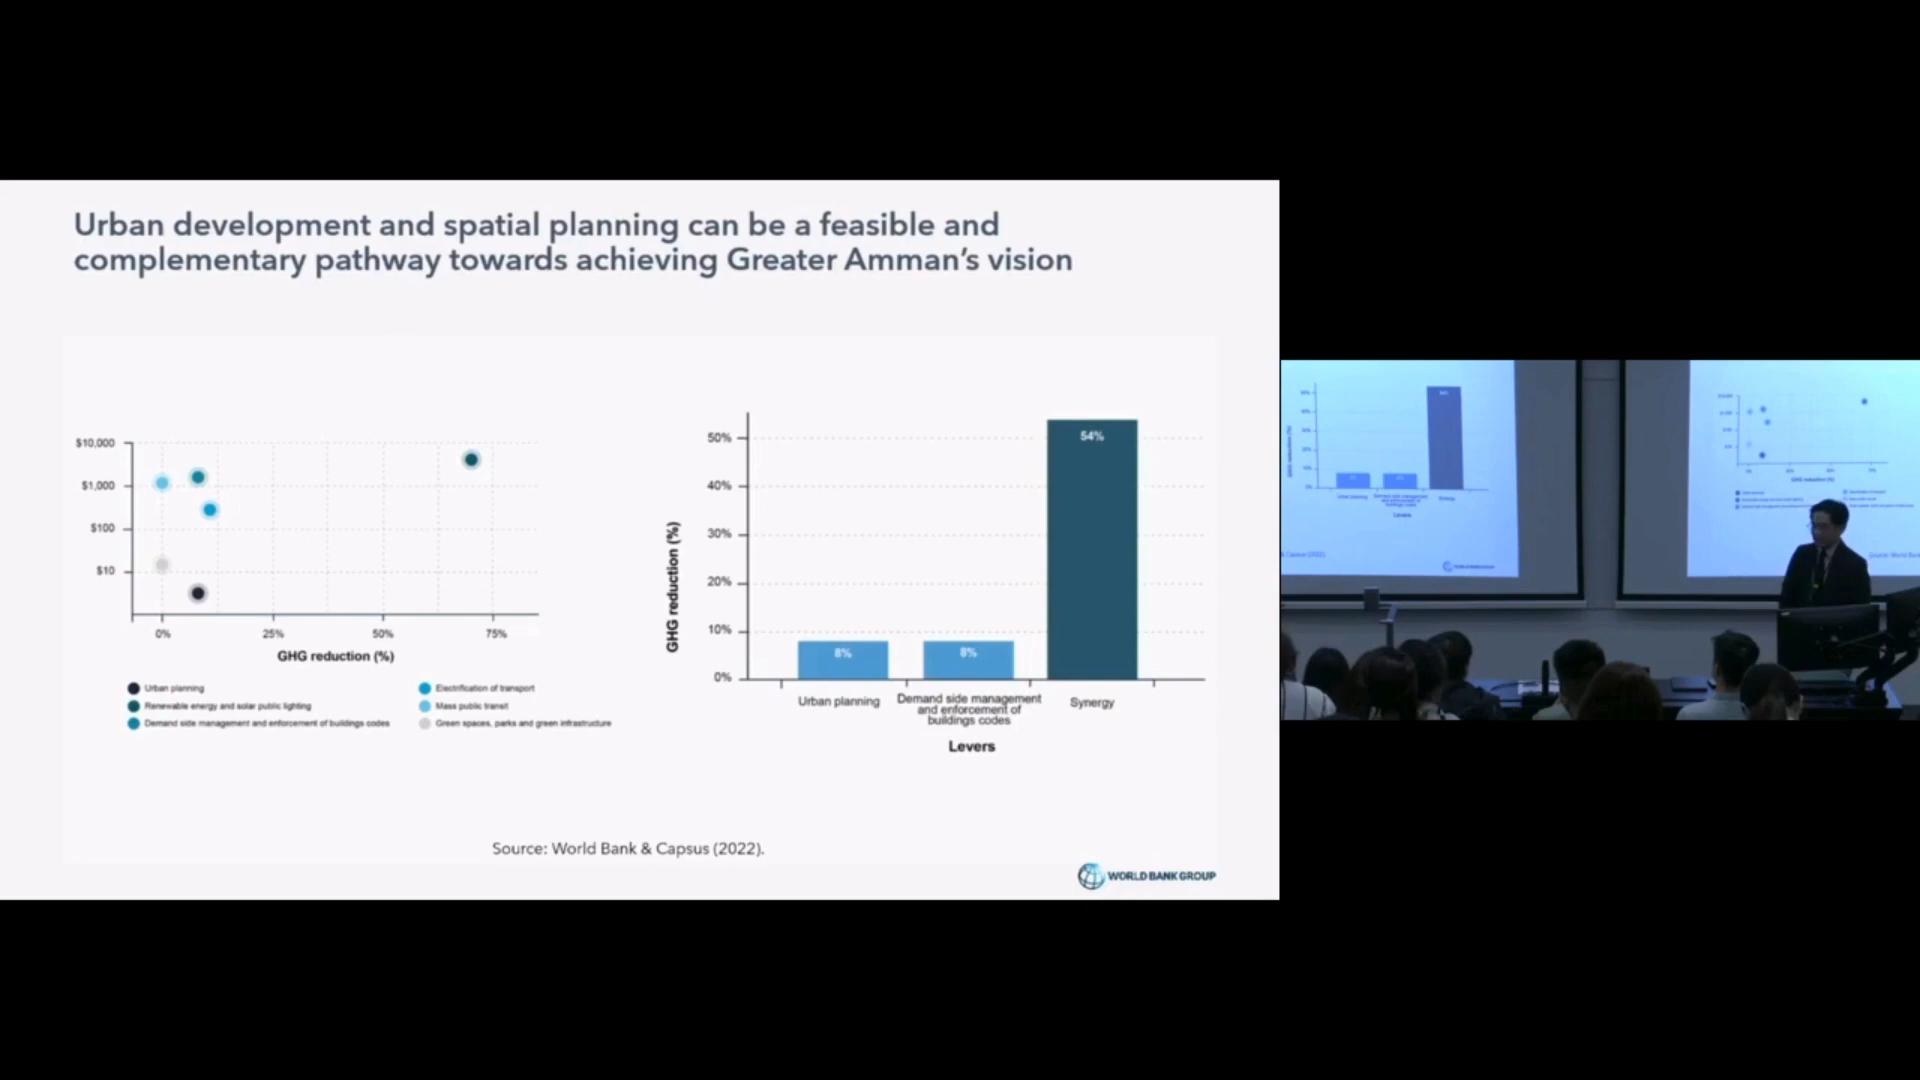 Urban development and spatial planning can be a feasible and
complementary pathway towards achieving Greater Amman's vision
$10,000
$1,000
$100
$10
0%
25%
50%
75%
GHG reduction (%)
Urban planning
Renewable energy and solar public lighting
Demand side management and enforcement of buildings codes
Electrification of transport
Mass public transit
Green spaces, parks and green infrastructure
GHG reduction (%)
50%
40%
30%
20%
10%
0%
8%
8%
54%
Urban planning
Demand side management
and enforcement of
buildings codes
Synergy
Levers
Source: World Bank & Capsus (2022).
WORLD BANK GROUP